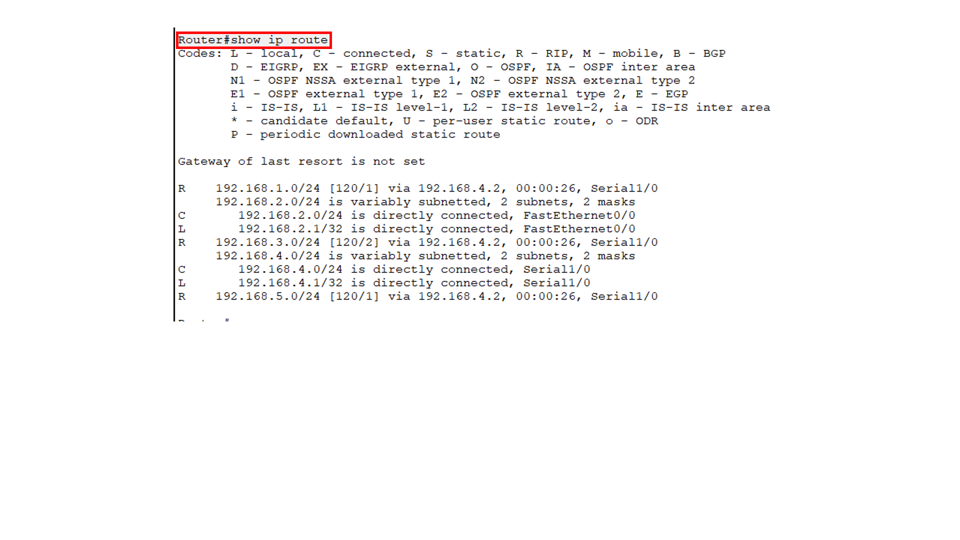 Router#show ip route
Codes: L - local, C - connected, S - static, R - RIP, M - mobile, B - BGP
D - EIGRP, EX - EIGRP external, O - OSPF, IA - OSPF inter area
N1 - OSPF NSSA external type 1, N2 - OSPF NSSA external type 2
E1 - OSPF external type 1, E2 - OSPF external type 2, E - EGP
i - IS-IS, L1 - IS-IS level-1, L2 - IS-IS level-2, ia - IS-IS inter area
* - candidate default, U - per-user static route, o - ODR
P - periodic downloaded static route
Gateway of last resort is not set
R 192.168.1.0/24 [120/1] via 192.168.4.2, 00:00:26, Serial1/0
192.168.2.0/24 is variably subnetted, 2 subnets, 2 masks
C 192.168.2.0/24 is directly connected, FastEthernet0/0
L 192.168.2.1/32 is directly connected, FastEthernet0/0
R 192.168.3.0/24 [120/2] via 192.168.4.2, 00:00:26, Serial1/0
192.168.4.0/24 is variably subnetted, 2 subnets, 2 masks
C 192.168.4.0/24 is directly connected, Serial1/0
L 192.168.4.1/32 is directly connected, Serial1/0
R 192.168.5.0/24 [120/1] via 192.168.4.2, 00:00:26, Serial1/0